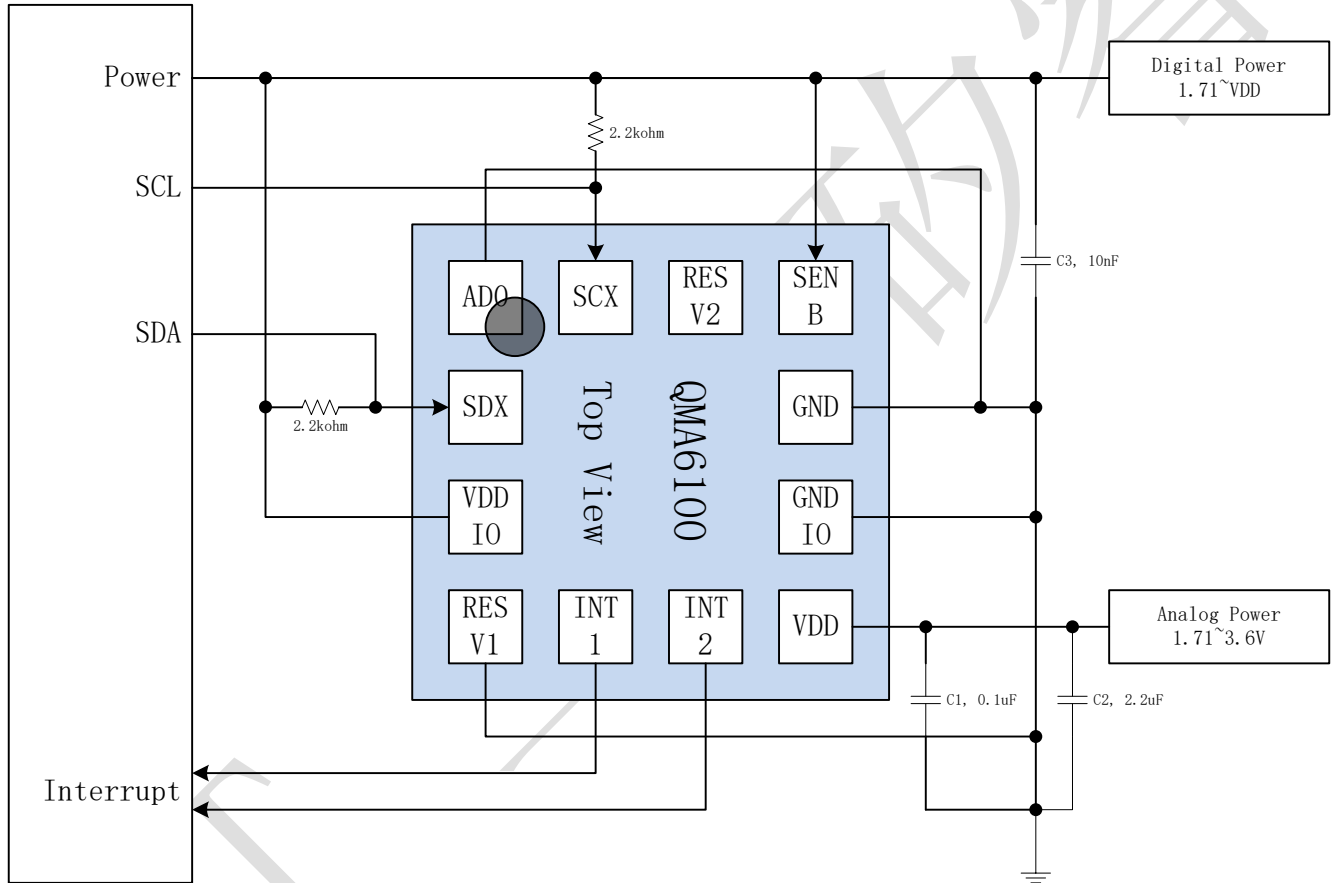 Power
SCL
SDA
Interrupt
Digital Power
1.71~VDD
2.2kohm
C3, 10nF
AD0
SCX
RES
V2
SEN
B
SDX
2.2kohm
Top View
QMA6100
GND
VDD
IO
GND
IO
RES
V1
INT
1
INT
2
VDD
Analog Power
1.71~3.6V
C1, 0.1uF
C2, 2.2uF